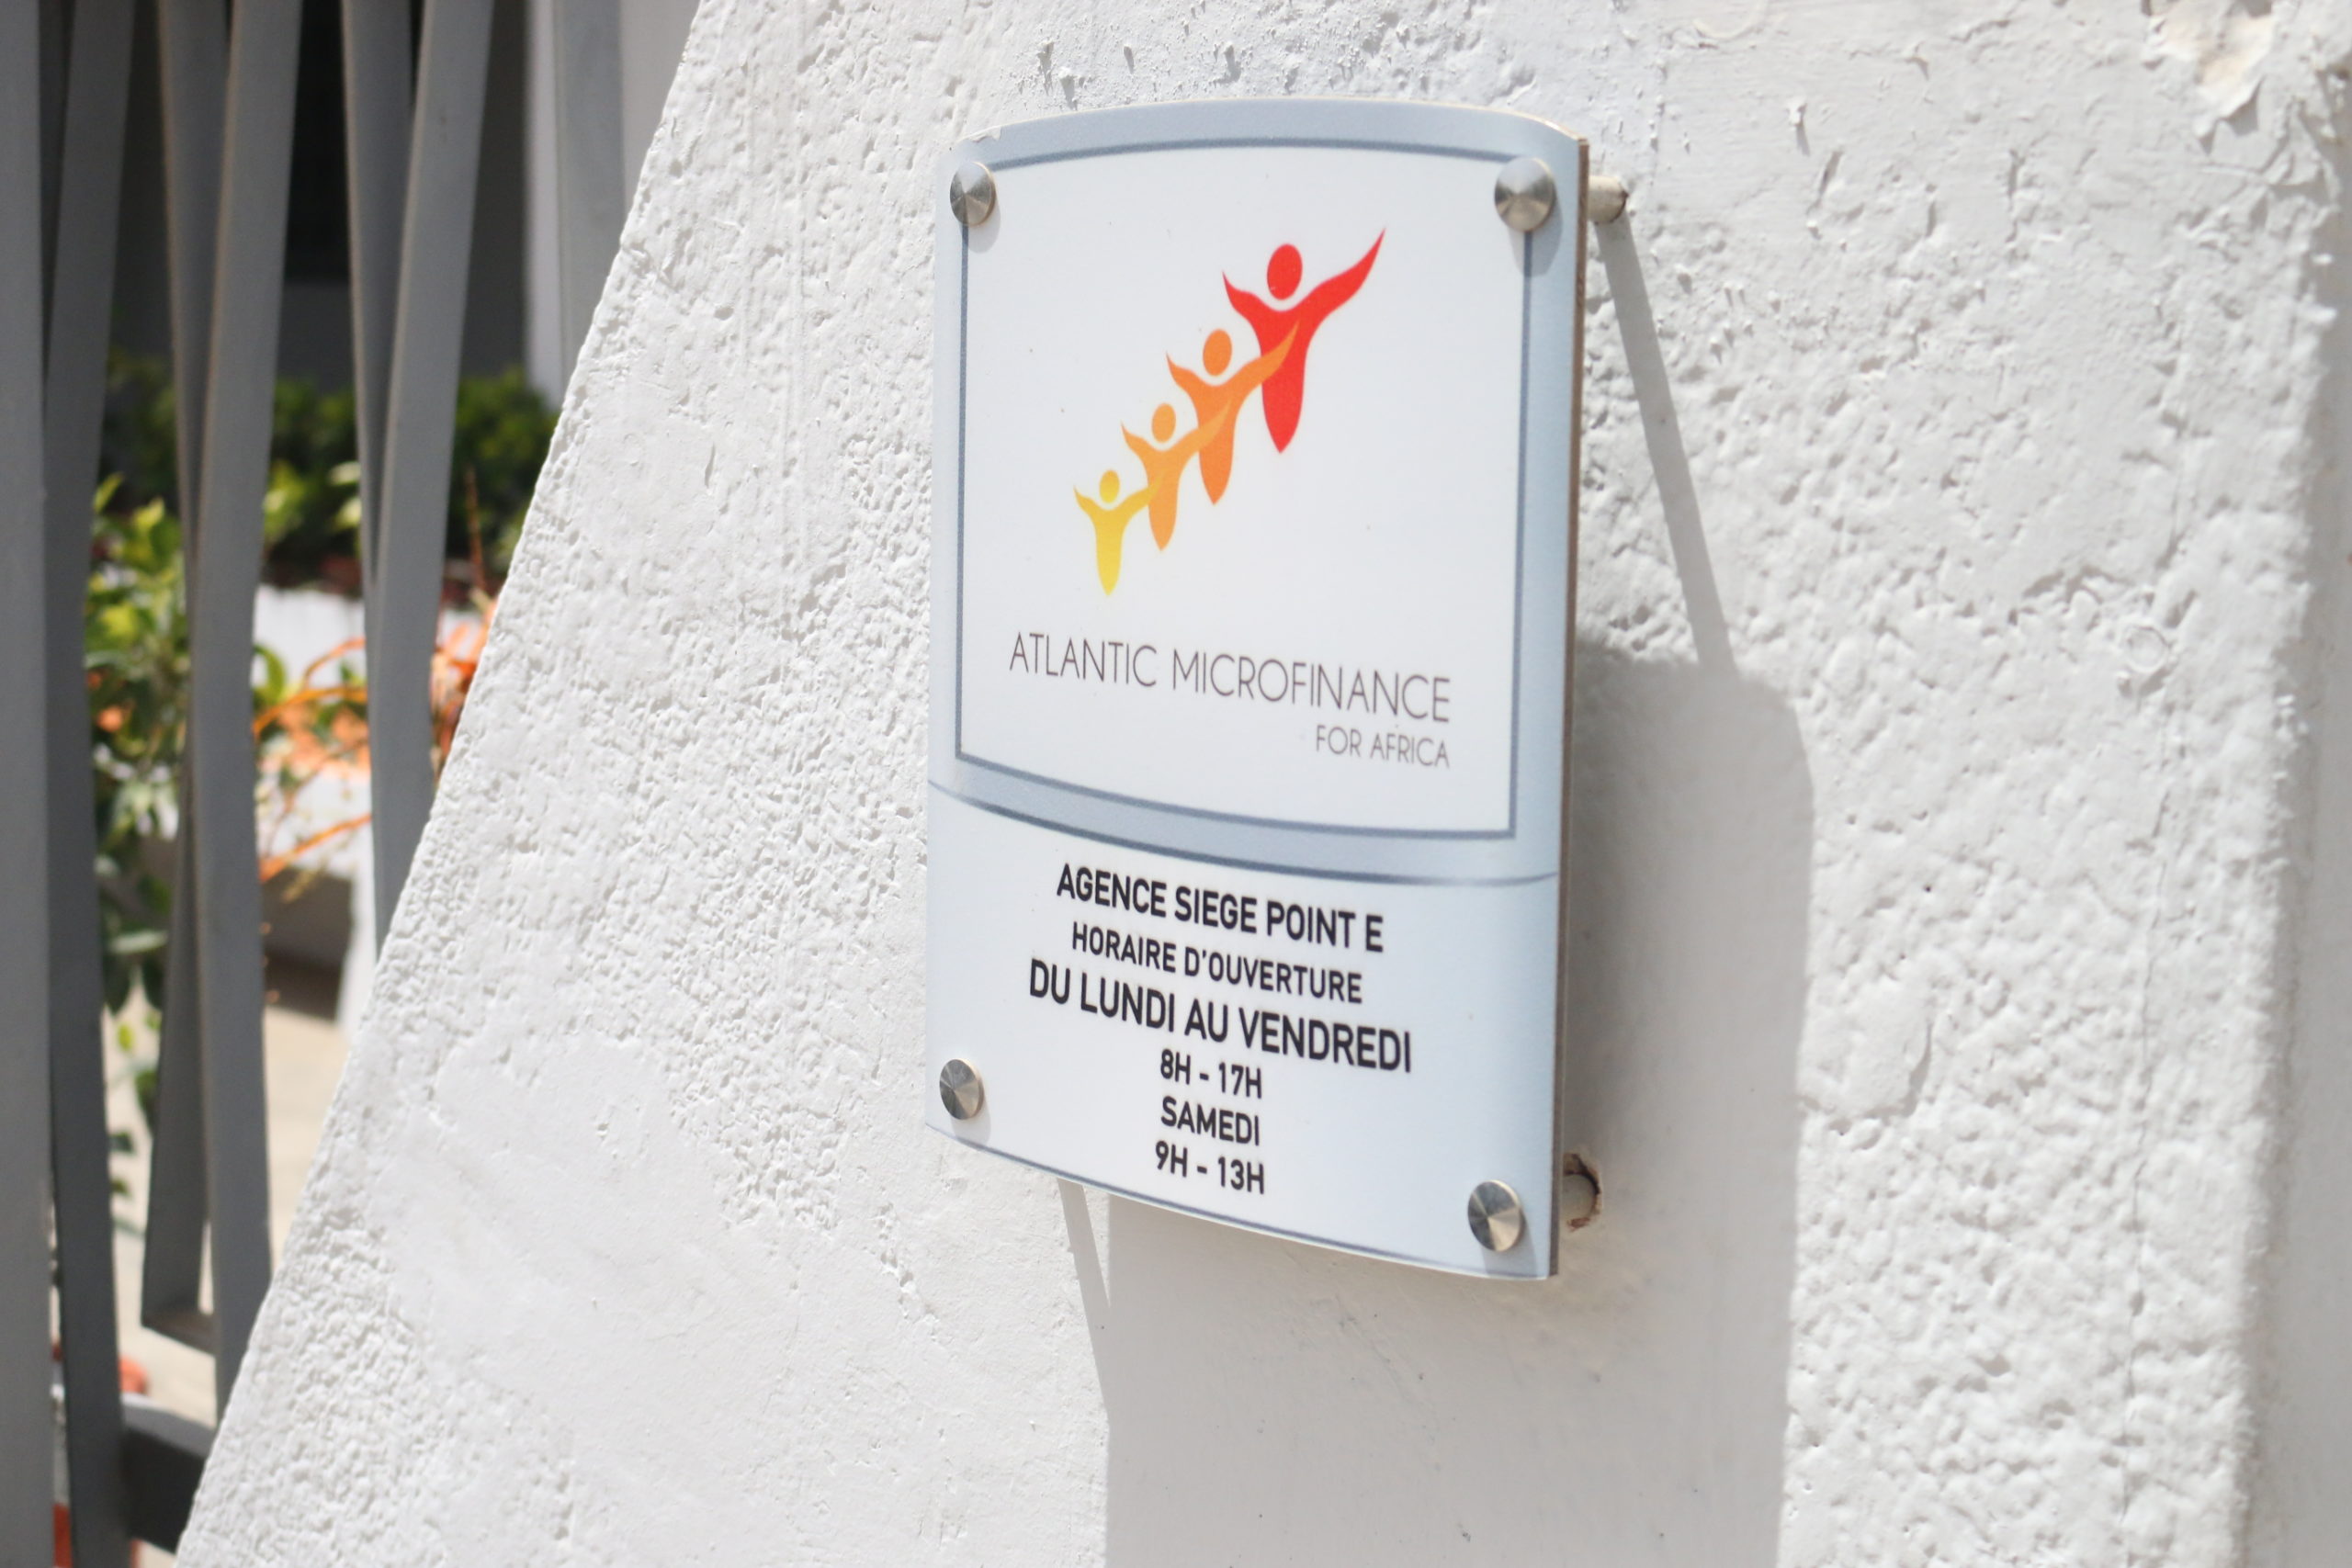 ATLANTIC MICROFINANCE
FOR AFRICA
AGENCE SIEGE POINT E
HORAIRE D'OUVERTURE
DU LUNDI AU VENDREDI
8H - 17H
SAMEDI
9H - 13H